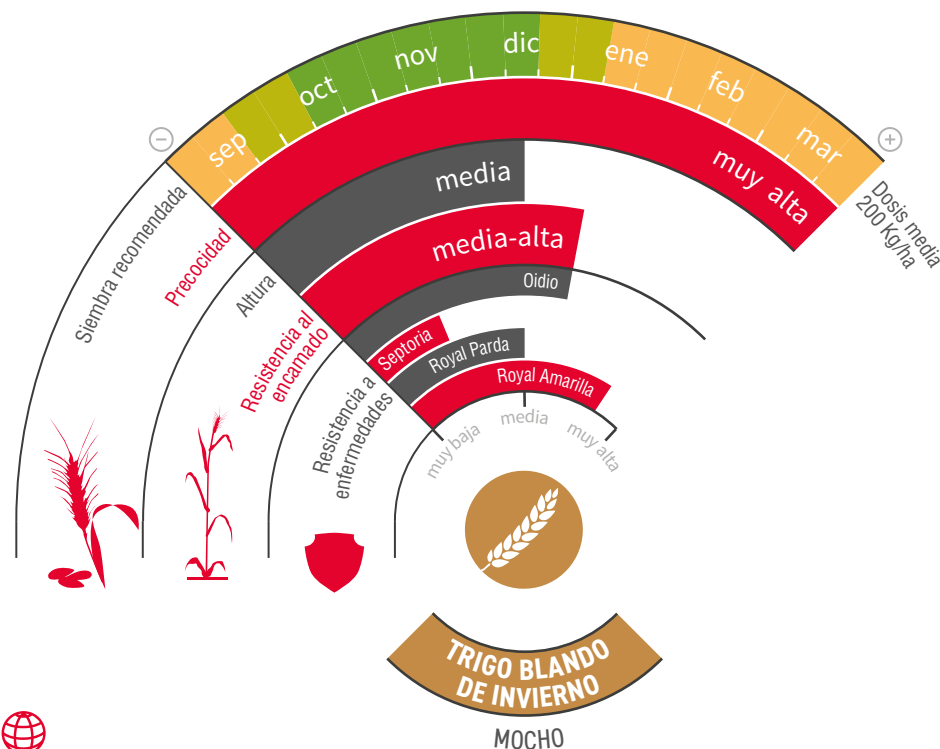 sep
oct
nov
dic
ene
feb
mar
Siembra recomendada
Dosis media
200 Kg/ha
Precocidad
muy alta
Altura
media
Resistencia al
encamado
media-alta
Resistencia a
enfermedades
Oidio
Septoria
Royal Parda
Royal Amarilla
muy baja
media
muy alta
TRIGO BLANDO
DE INVIERNO
MOCHO